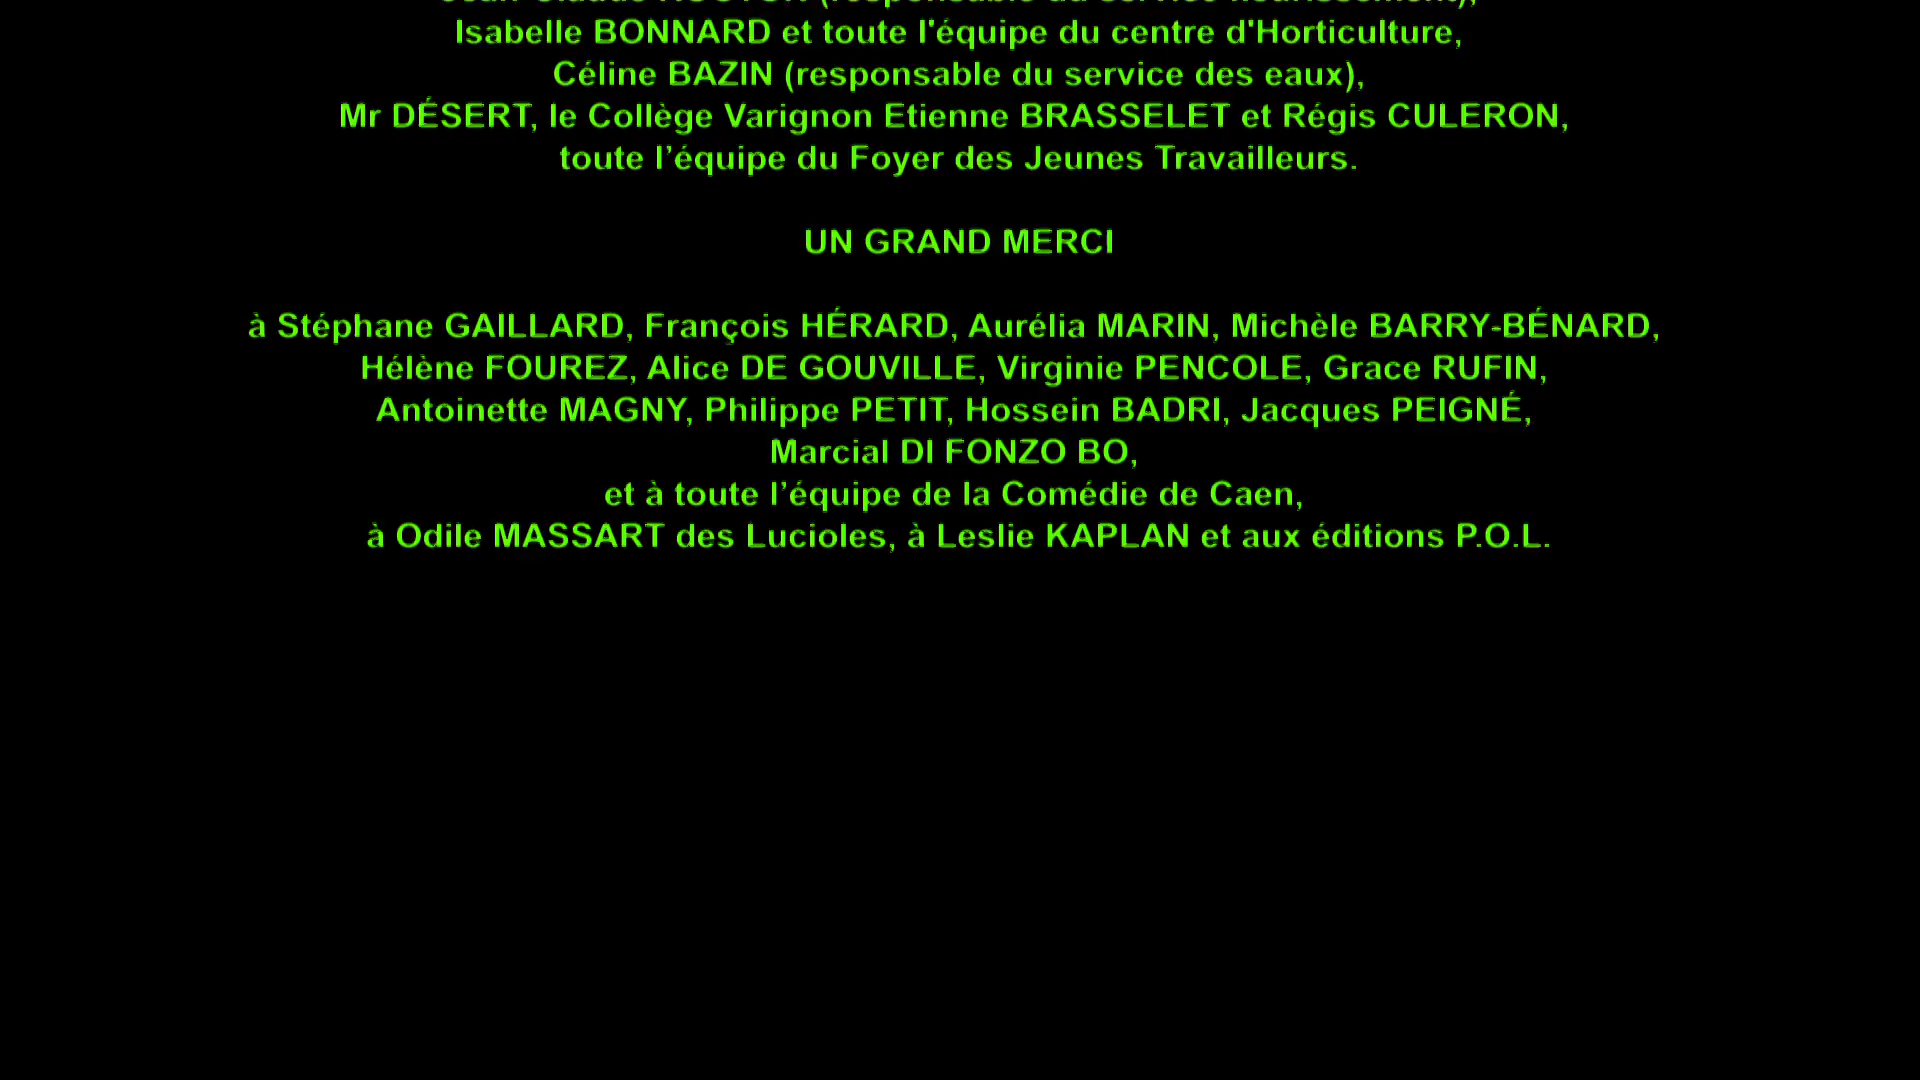 Isabelle BONNARD et toute l'équipe du centre d'Horticulture,
Céline BAZIN (responsable du service des eaux),
Mr DÉSERT, le Collège Varignon Etienne BRASSELET et Régis CULERON,
toute l’équipe du Foyer des Jeunes Travailleurs.
UN GRAND MERCI
à Stéphane GAILLARD, François HÉRARD, Aurélia MARIN, Michèle BARRY-BÉNARD,
Hélène FOUREZ, Alice DE GOUVILLE, Virginie PENCOLE, Grace RUFIN,
Antoinette MAGNY, Philippe PETIT, Hossein BADRI, Jacques PEIGNÉ,
Marcial DI FONZO BO,
et à toute l’équipe de la Comédie de Caen,
à Odile MASSART des Lucioles, à Leslie KAPLAN et aux éditions P.O.L.